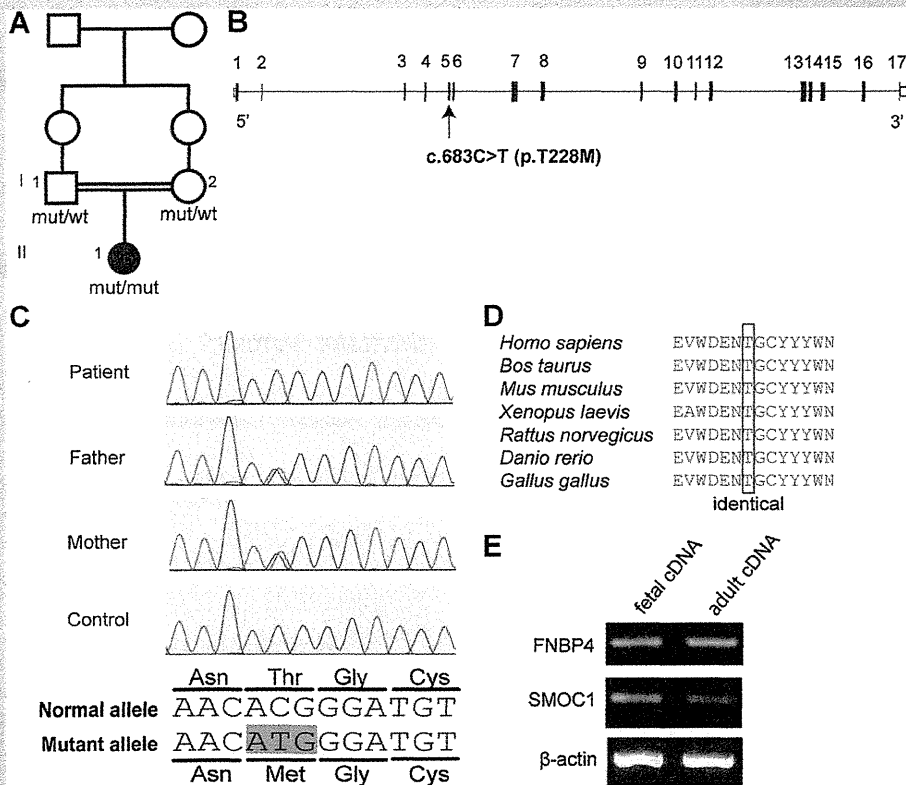 A
I 1
2
mut/wt
mut/wt
II
1
mut/mut
B
1 2 3 4 5 6 7 8 9 10 11 12 13 14 15 16 17
5'
3'
c.683C>T (p.T228M)
C
Patient
Father
Mother
Control
Asn Thr Gly Cys
Normal allele AACACGGGATGT
Mutant allele AACATGGGATGT
Asn Met Gly Cys
D
Homo sapiens EVWDENTGCYYYWN
Bos taurus EVWDENTGCYYYWN
Mus musculus EVWDENTGCYYYWN
Xenopus laevis EAWDENTGCYYYWN
Rattus norvegicus EVWDENTGCYYYWN
Danio rerio EVWDENTGCYYYWN
Gallus gallus EVWDENTGCYYYWN
identical
E
fetal cDNA
adult cDNA
FNBP4
SMOC1
β-actin